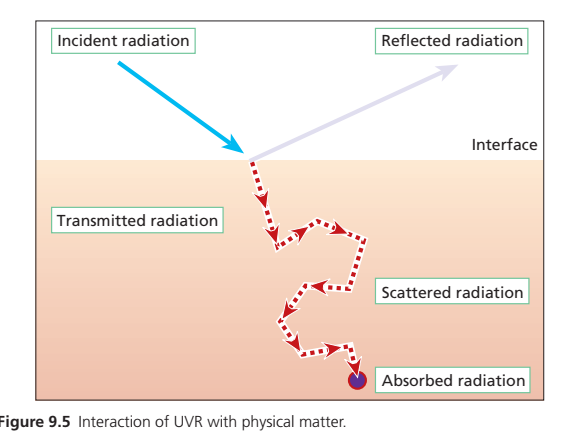 Incident radiation
Reflected radiation
Interface
Transmitted radiation
Scattered radiation
Absorbed radiation
Figure 9.5 Interaction of UVR with physical matter.